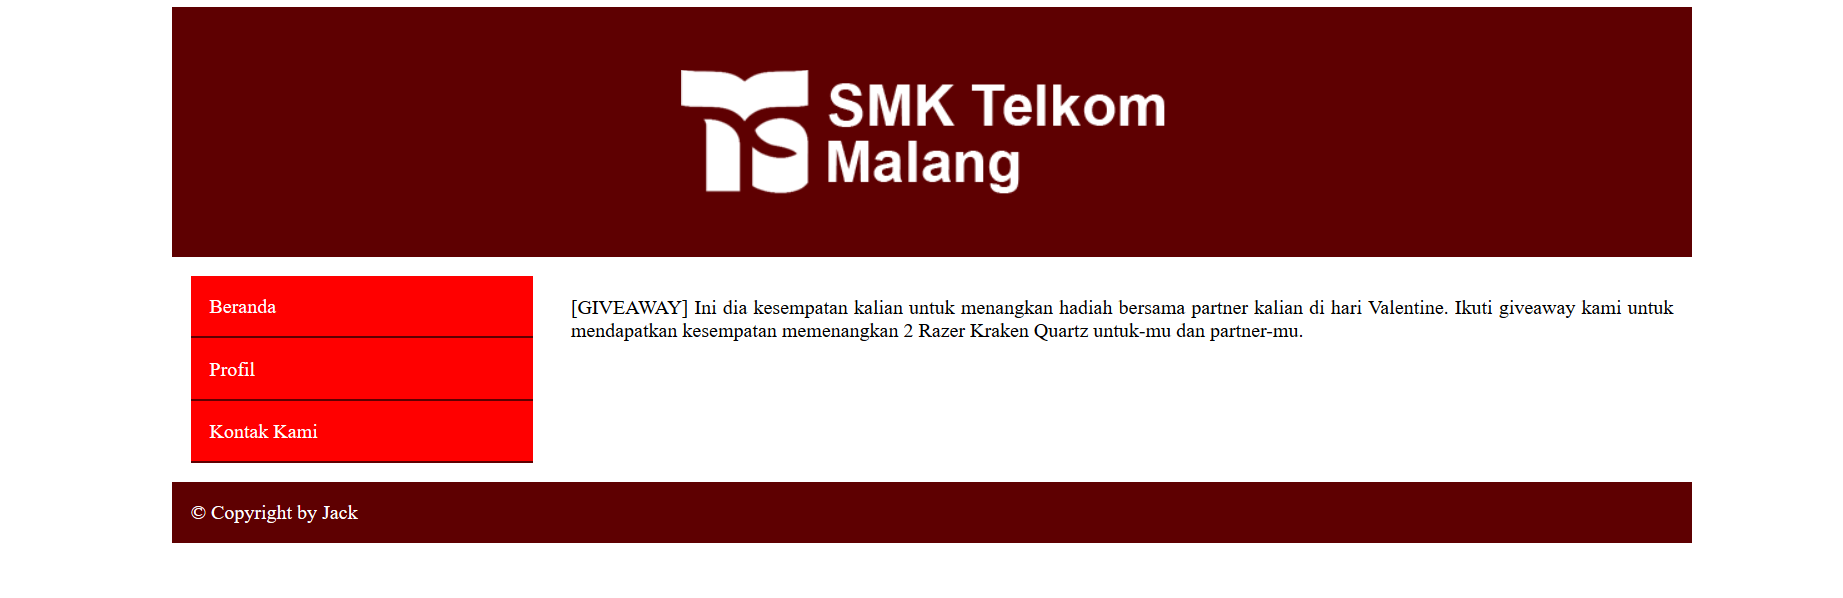 SMK Telkom
Malang
Beranda
Profil
Kontak Kami
[GIVEAWAY] Ini dia kesempatan kalian untuk menangkan hadiah bersama partner kalian di hari Valentine. Ikuti giveaway kami untuk
mendapatkan kesempatan memenangkan 2 Razer Kraken Quartz untuk-mu dan partner-mu.
© Copyright by Jack